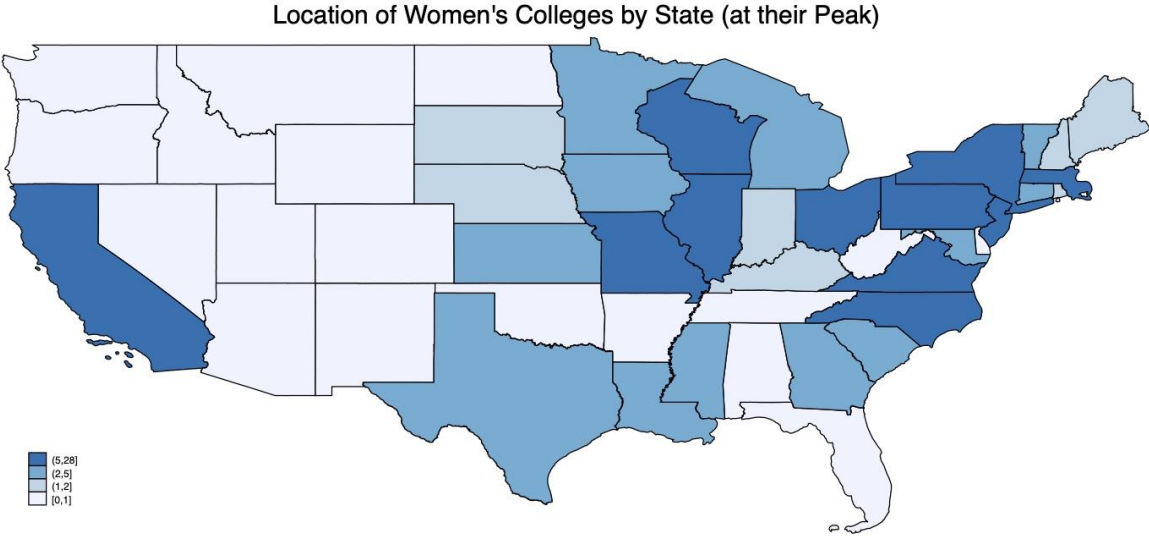 Location of Women's Colleges by State (at their Peak)
(5,28]
(2,5]
(1,2]
[0,1]